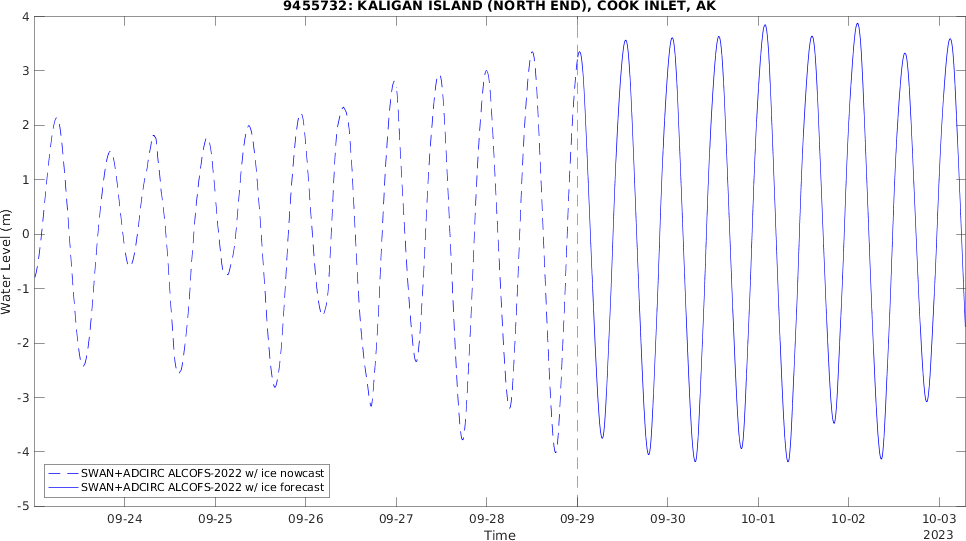 9455732: KALIGAN ISLAND (NORTH END), COOK INLET, AK
4
3
2
1
0
-1
-2
-3
-4
-5
Water Level (m)
SWAN+ADCIRC ALCOFS-2022 w/ ice nowcast
SWAN+ADCIRC ALCOFS-2022 w/ ice forecast
09-24 09-25 09-26 09-27 09-28 09-29 09-30 10-01 10-02 10-03
Time
2023